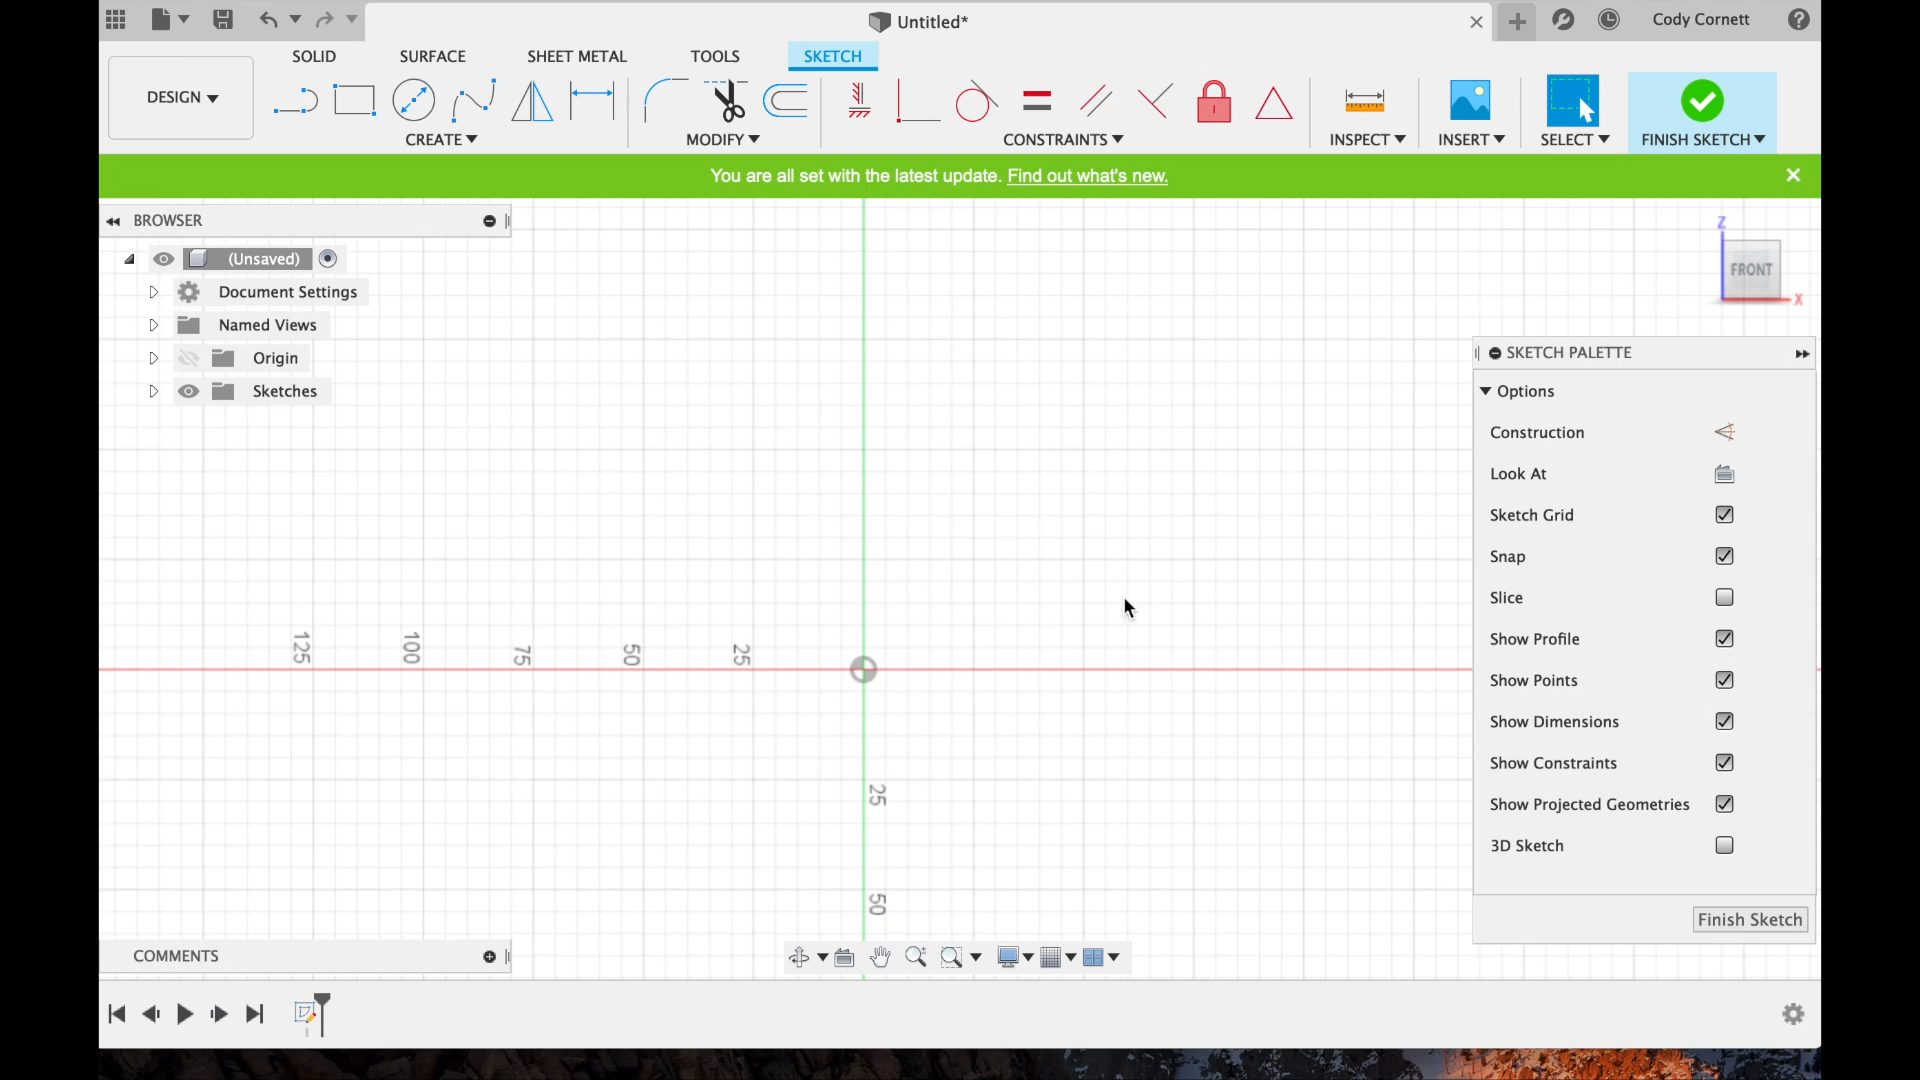 Untitled*
Cody Cornett
SOLID
SURFACE
SHEET METAL
TOOLS
SKETCH
DESIGN
CREATE
MODIFY
CONSTRAINTS
INSPECT
INSERT
SELECT
FINISH SKETCH
You are all set with the latest update. Find out what's new.
BROWSER
(Unsaved)
Document Settings
Named Views
Origin
Sketches
Z
FRONT
X
SKETCH PALETTE
Options
Construction
Look At
Sketch Grid
Snap
Slice
Show Profile
Show Points
Show Dimensions
Show Constraints
Show Projected Geometries
3D Sketch
Finish Sketch
125
100
75
50
25
25
50
COMMENTS